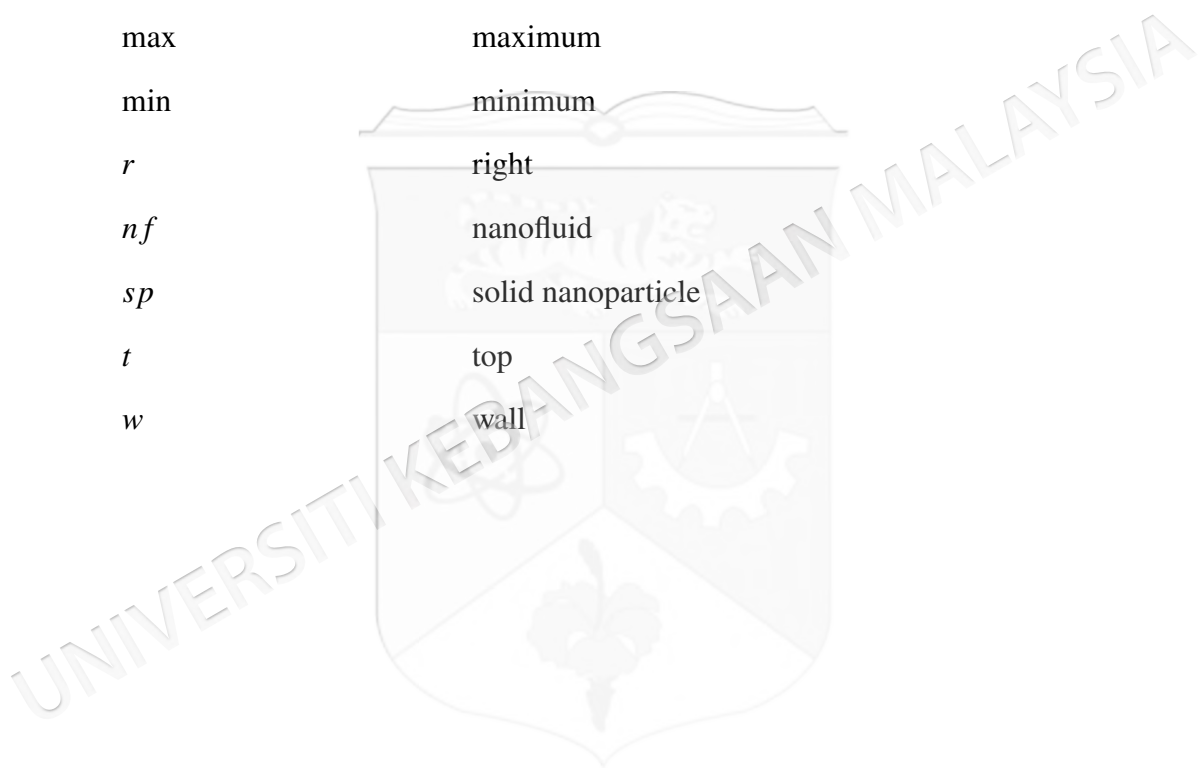 max maximum
min minimum
r right
nf nanofluid
sp solid nanoparticle
t top
w wall
UNIVERSITI KEBANGSAAN MALAYSIA